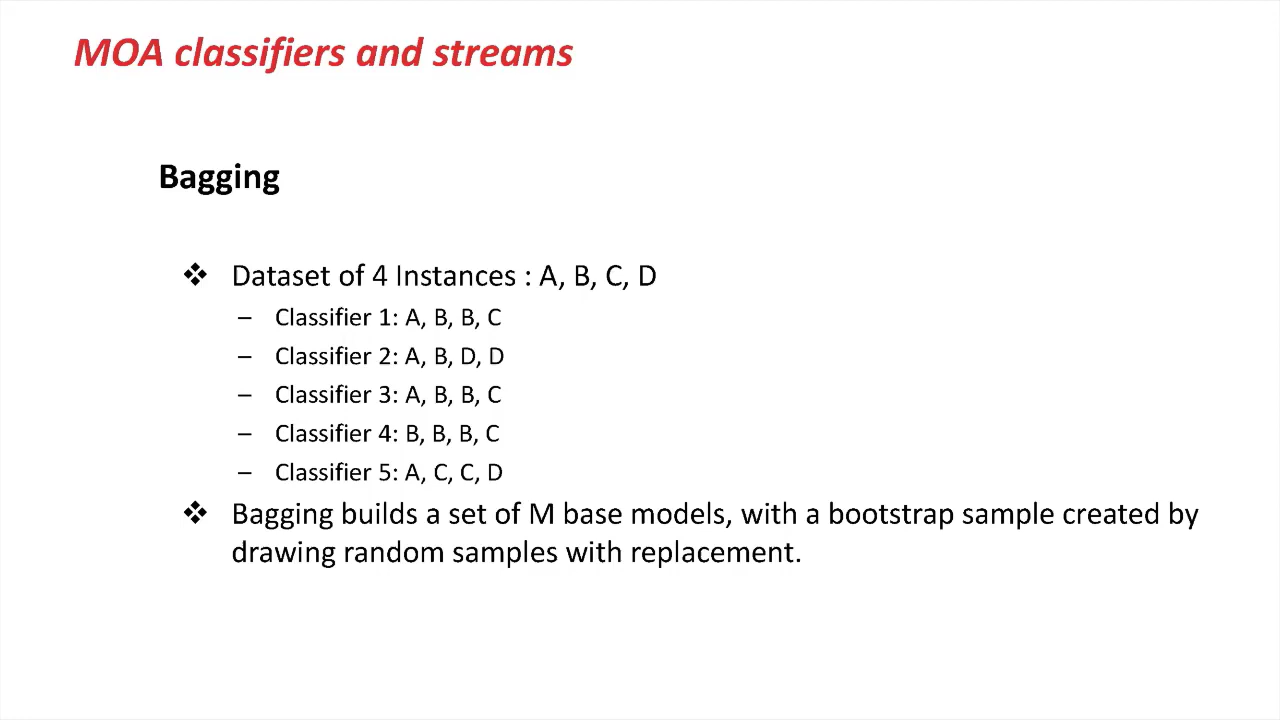 MOA classifiers and streams
Bagging
❖ Dataset of 4 Instances : A, B, C, D
– Classifier 1: A, B, B, C
– Classifier 2: A, B, D, D
– Classifier 3: A, B, B, C
– Classifier 4: B, B, B, C
– Classifier 5: A, C, C, D
❖ Bagging builds a set of M base models, with a bootstrap sample created by
drawing random samples with replacement.